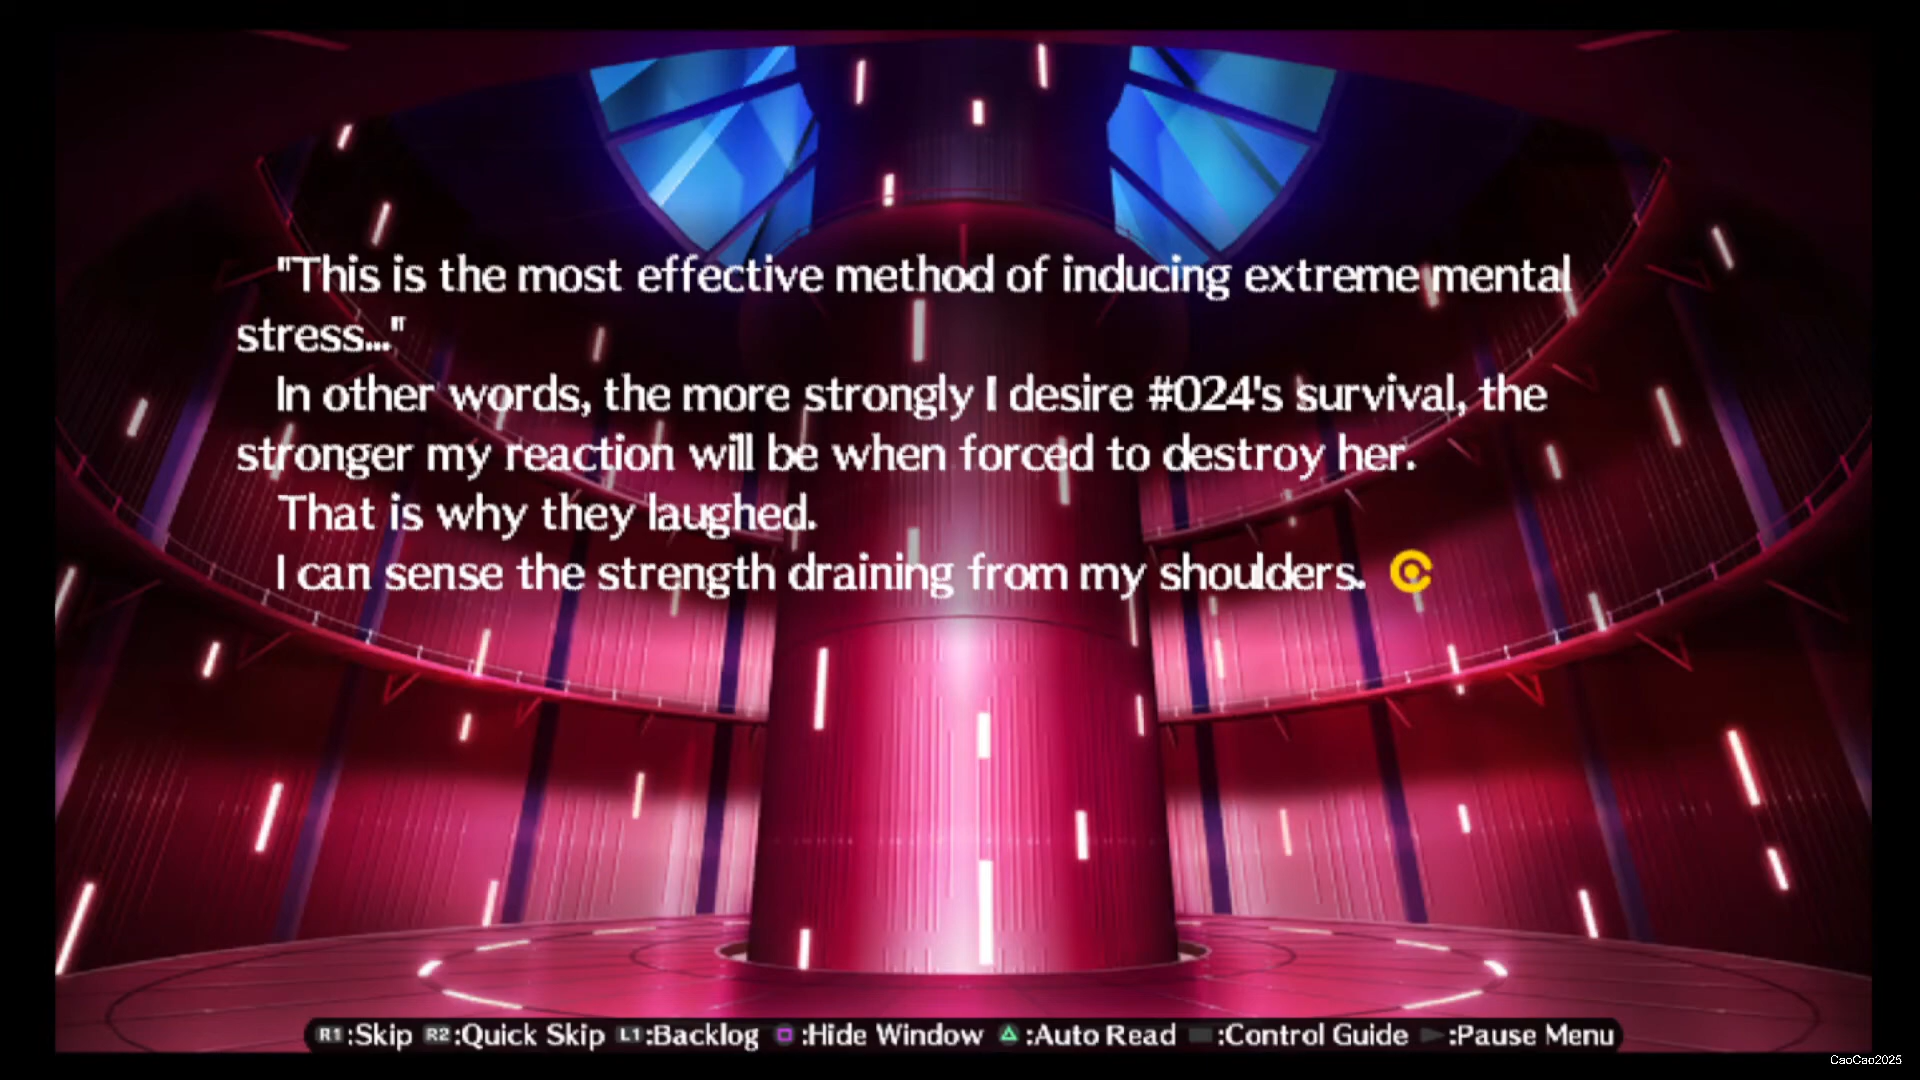 "This is the most effective method of inducing extreme mental
stress..."
In other words, the more strongly I desire #024's survival, the
stronger my reaction will be when forced to destroy her.
That is why they laughed.
I can sense the strength draining from my shoulders.
R1:Skip R2:Quick Skip L1:Backlog :Hide Window :Auto Read :Control Guide :Pause Menu
CaoCao2025